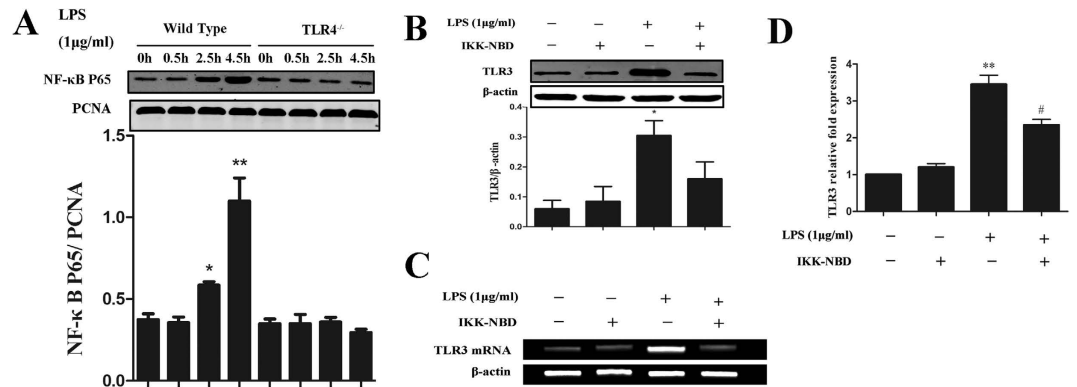 A
LPS
(1μg/ml)
Wild Type
TLR4-/-
0h 0.5h 2.5h 4.5h 0h 0.5h 2.5h 4.5h
NF-κB P65
PCNA
NF-κ B P65/ PCNA
1.5
1.0
0.5
0.0
*
**
B
LPS (1μg/ml) − − + +
IKK-NBD − + − +
TLR3
β-actin
TLR3/β -actin
0.4
0.3
0.2
0.1
0.0
*
C
LPS (1μg/ml) − − + +
IKK-NBD − + − +
TLR3 mRNA
β-actin
D
TLR3 relative fold expression
4
3
2
1
0
**
#
LPS (1μg/ml) − − + +
IKK-NBD − + − +